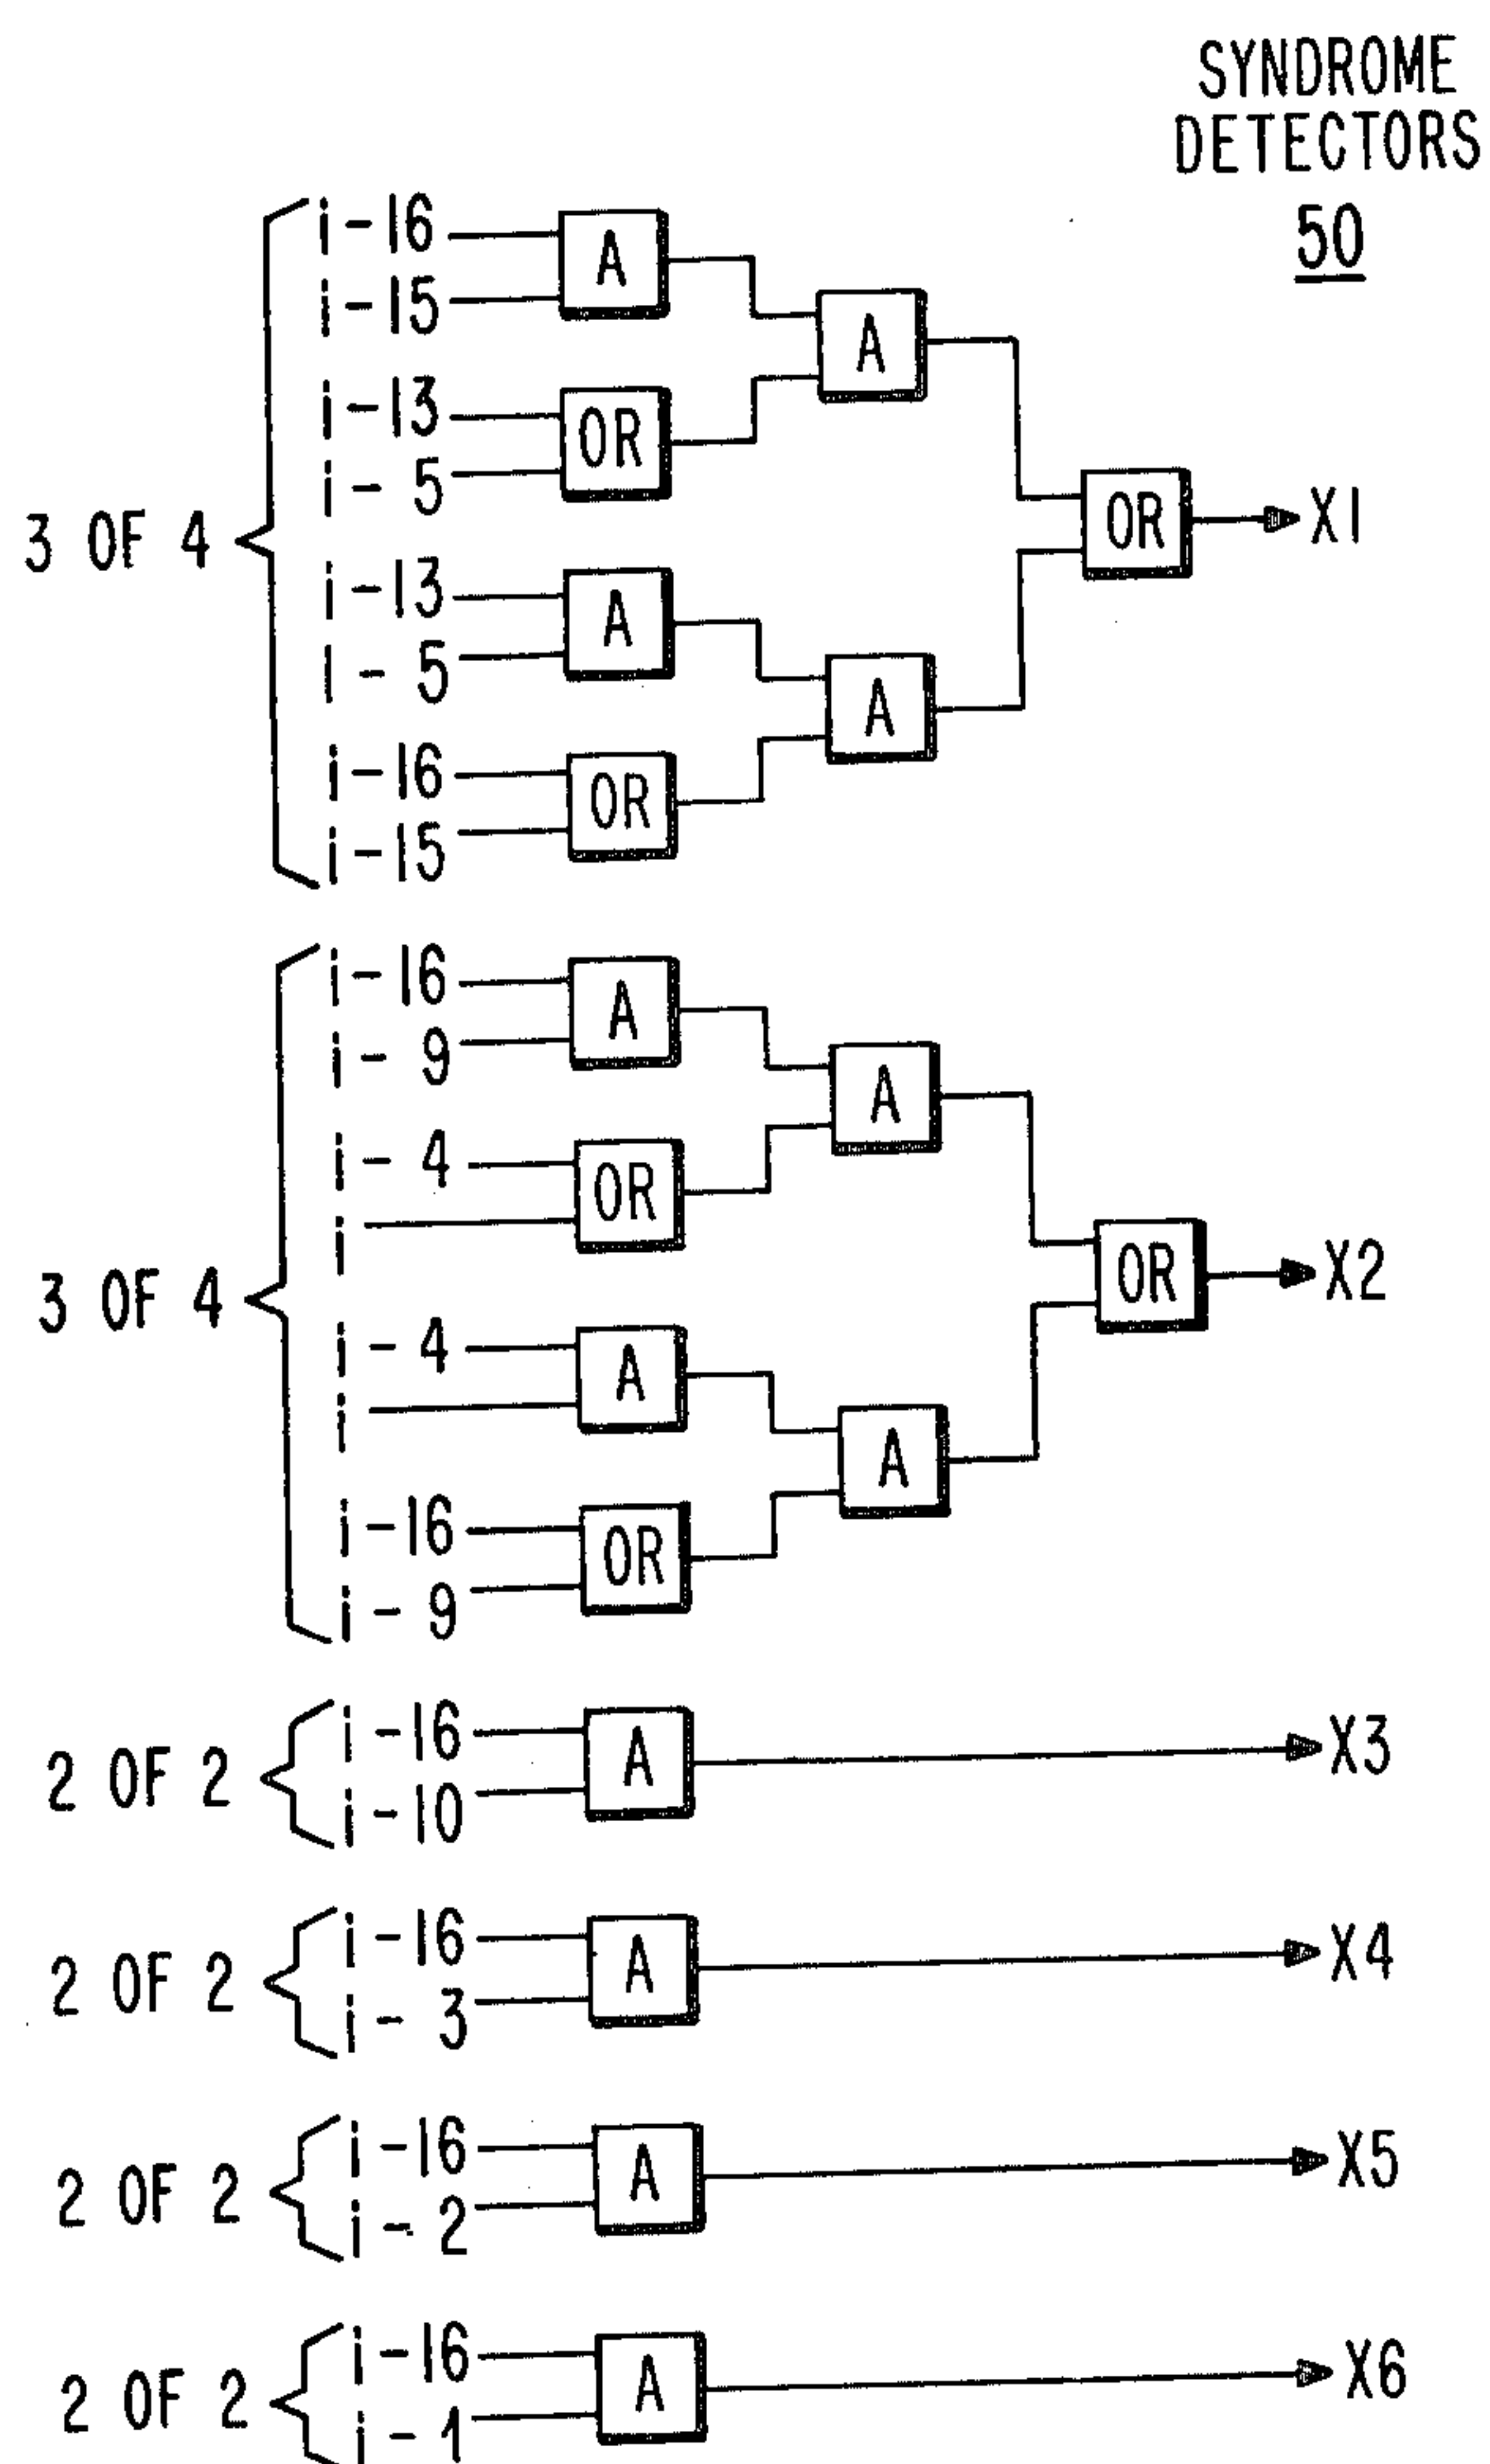 SYNDROME
DETECTORS
50
i-16
i-15
A
A
i-13
i- 5
OR
3 OF 4
OR
X1
i-13
i- 5
A
A
i-16
i-15
OR
i-16
i- 9
A
A
i- 4
i
OR
3 OF 4
OR
X2
i- 4
i
A
A
i-16
i- 9
OR
2 OF 2
i-16
i-10
A
X3
2 OF 2
i-16
i- 3
A
X4
2 OF 2
i-16
i- 2
A
X5
2 OF 2
i-16
i- 1
A
X6